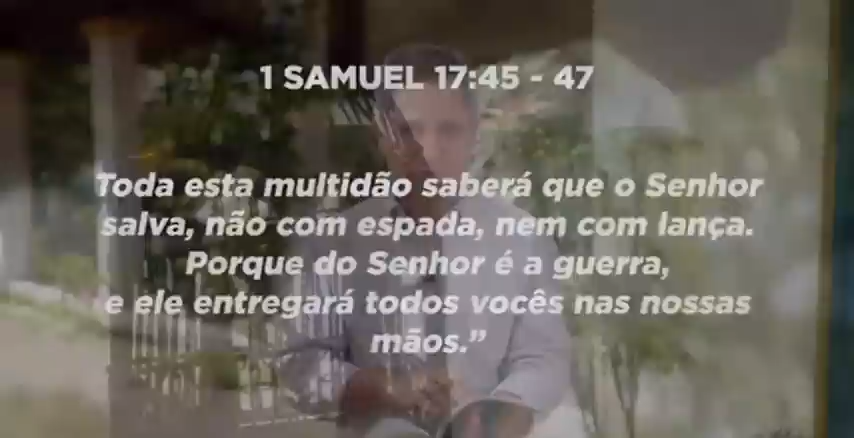 1 SAMUEL 17:45 - 47
Toda esta multidão saberá que o Senhor
salva, não com espada, nem com lança.
Porque do Senhor é a guerra,
e ele entregará todos vocês nas nossas
mãos.”